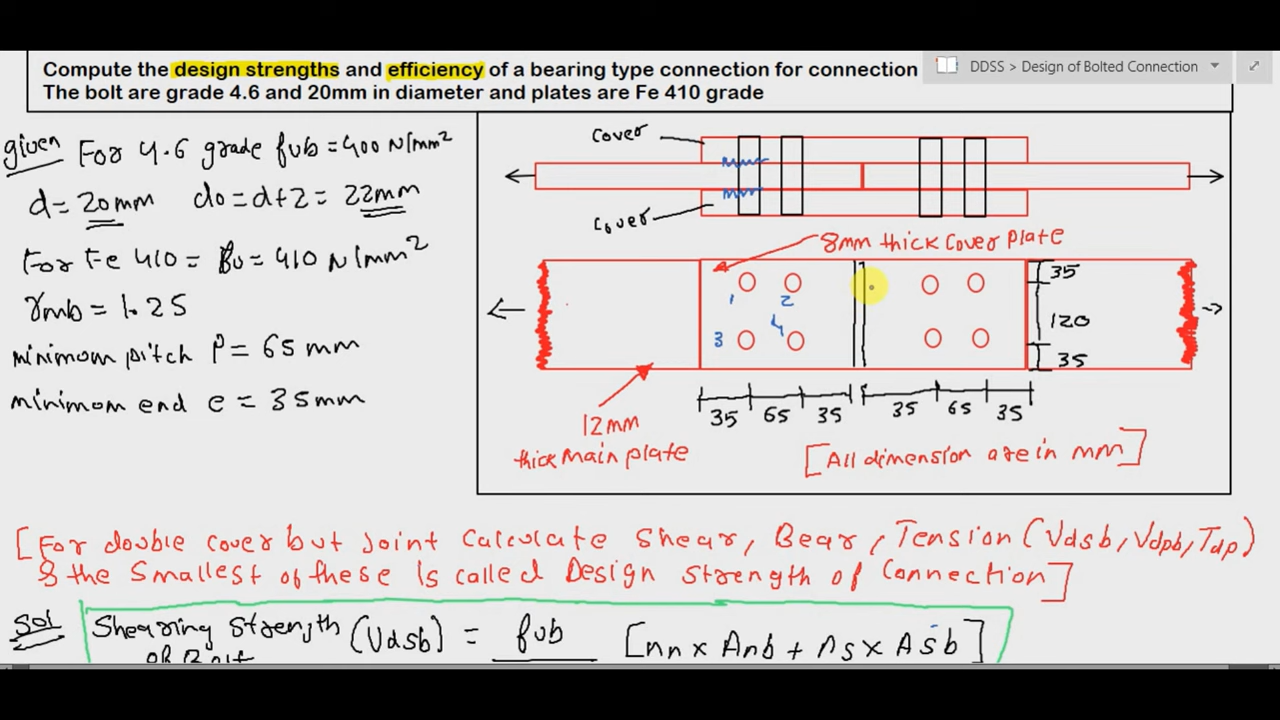 Compute the design strengths and efficiency of a bearing type connection for connection
The bolt are grade 4.6 and 20mm in diameter and plates are Fe 410 grade
DDSS > Design of Bolted Connection
given For 4.6 grade fub = 400 N/mm²
d = 20mm do = d+2 = 22mm
For Fe 410 = fu = 410 N/mm²
γmb = 1.25
minimom pitch P = 65 mm
minimom end e = 35mm
Cover
Cover
8mm thick Cover plate
1 2
3 4
35
120
35
35 65 35 35 65 35
12mm
thick main plate
[All dimension are in mm]
[For double cover but Joint Calculate Shear, Bear, Tension (Vdsb, Vdpb, Tdp)
& the Smallest of these Is called Design Strength of Connection]
Sol Shearing Strength (Vdsb) = fub [nn x Anb + ns x Asb]
of Bolt